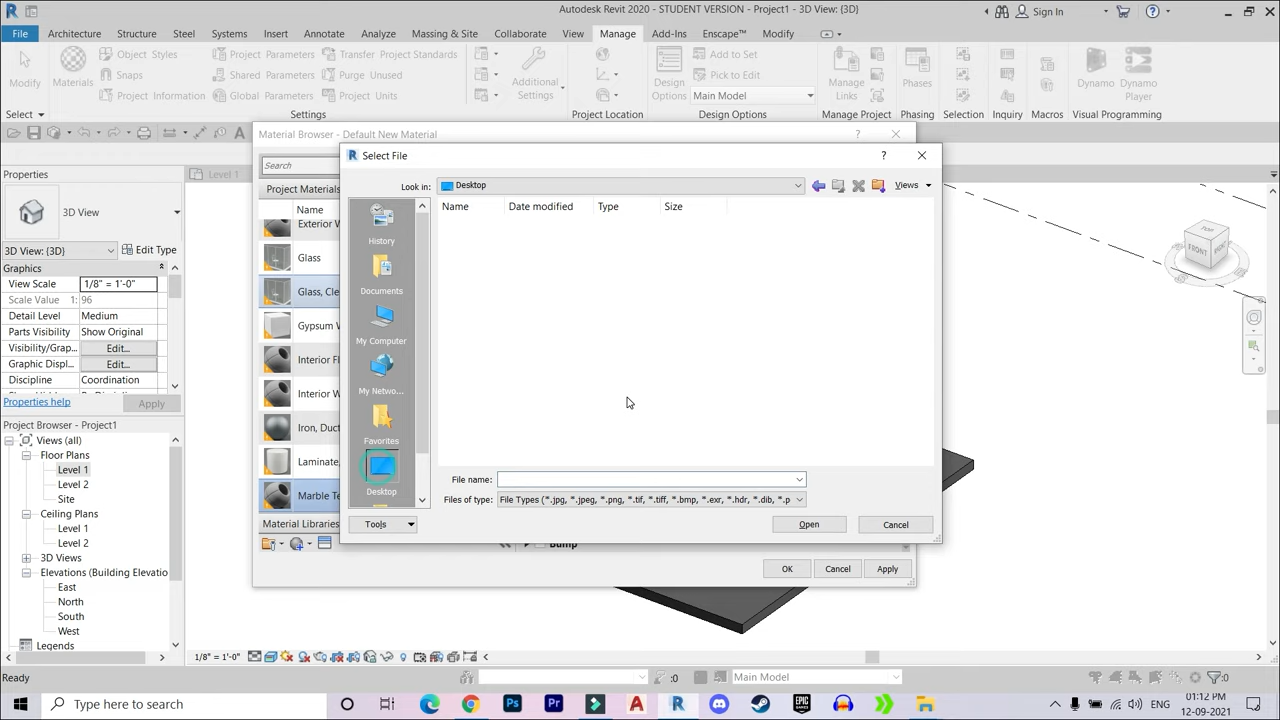 Autodesk Revit 2020 - STUDENT VERSION - Project1 - 3D View: {3D}
Sign In
File Architecture Structure Steel Systems Insert Annotate Analyze Massing & Site Collaborate View Manage Add-Ins Enscape™ Modify
Modify
Materials
Object Styles
Snaps
Project Information
Project Parameters
Shared Parameters
Global Parameters
Transfer Project Standards
Purge Unused
Project Units
Additional
Settings
Design
Options
Add to Set
Pick to Edit
Main Model
Manage
Links
Phases
Dynamo
Dynamo
Player
Select Settings Project Location Design Options Manage Project Phasing Selection Inquiry Macros Visual Programming
Material Browser - Default New Material
?
Search
Project Materials
Name
Exterior W
Glass
Glass, Cle
Gypsum W
Interior Fl
Interior W
Iron, Duct
Laminate,
Marble Te
Material Libraries
Bump
OK Cancel Apply
Select File
?
Look in: Desktop
Views
Name Date modified Type Size
History
Documents
My Computer
My Netwo...
Favorites
Desktop
File name:
Files of type: File Types (*.jpg, *.jpeg, *.png, *.tif, *.tiff, *.bmp, *.exr, *.hdr, *.dib, *.p
Tools Open Cancel
Level 1
Properties
3D View
3D View: {3D} Edit Type
Graphics
View Scale 1/8" = 1'-0"
Scale Value 1: 96
Detail Level Medium
Parts Visibility Show Original
Visibility/Grap... Edit...
Graphic Displ... Edit...
Discipline Coordination
Properties help Apply
Project Browser - Project1
Views (all)
Floor Plans
Level 1
Level 2
Site
Ceiling Plans
Level 1
Level 2
3D Views
Elevations (Building Elevatio
East
North
South
West
Legends
TOP
FRONT
1/8" = 1'-0"
Ready
:0
Main Model
:0
Type here to search
01:12 PM
12-09-2021